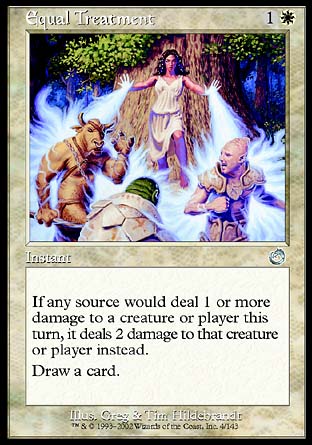 Equal Treatment 1
Instant
If any source would deal 1 or more
damage to a creature or player this
turn, it deals 2 damage to that creature
or player instead.
Draw a card.
Illus. Greg & Tim Hildebrandt
™ & © 1993–2002 Wizards of the Coast, Inc. 4/143